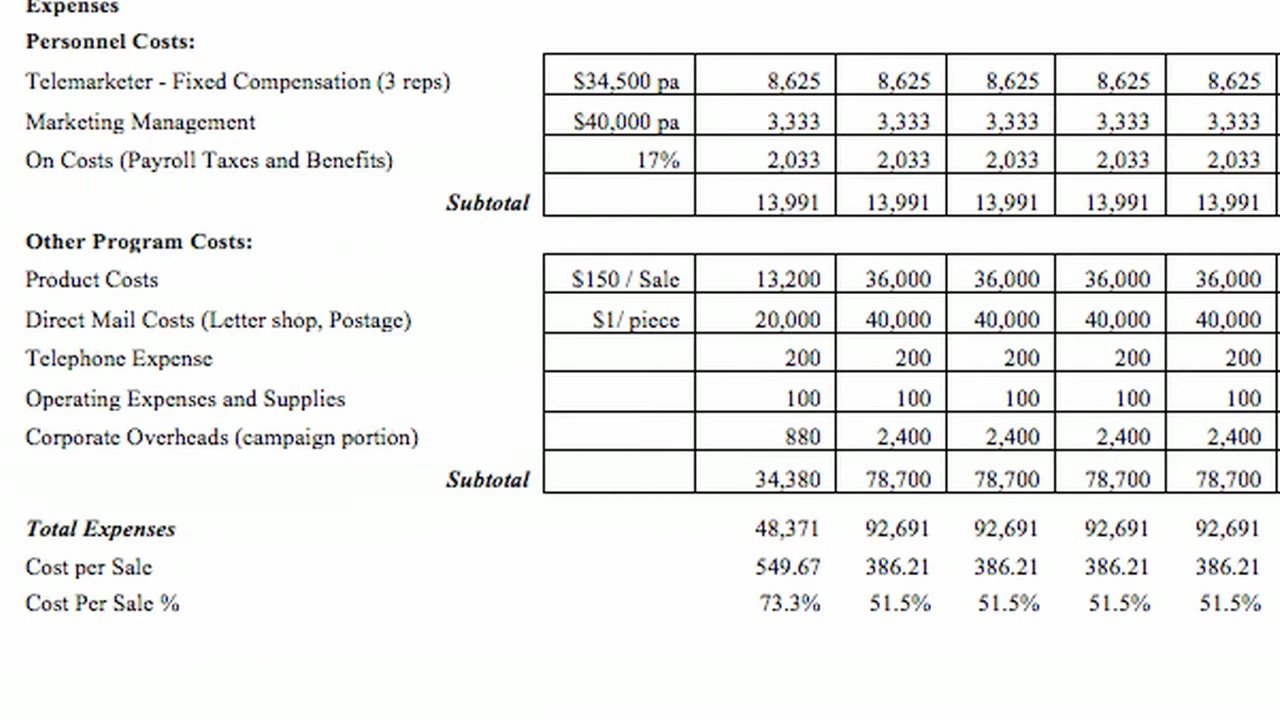 Expenses
Personnel Costs:
Telemarketer - Fixed Compensation (3 reps) $34,500 pa 8,625 8,625 8,625 8,625 8,625
Marketing Management $40,000 pa 3,333 3,333 3,333 3,333 3,333
On Costs (Payroll Taxes and Benefits) 17% 2,033 2,033 2,033 2,033 2,033
Subtotal 13,991 13,991 13,991 13,991 13,991
Other Program Costs:
Product Costs $150 / Sale 13,200 36,000 36,000 36,000 36,000
Direct Mail Costs (Letter shop, Postage) $1/ piece 20,000 40,000 40,000 40,000 40,000
Telephone Expense 200 200 200 200 200
Operating Expenses and Supplies 100 100 100 100 100
Corporate Overheads (campaign portion) 880 2,400 2,400 2,400 2,400
Subtotal 34,380 78,700 78,700 78,700 78,700
Total Expenses 48,371 92,691 92,691 92,691 92,691
Cost per Sale 549.67 386.21 386.21 386.21 386.21
Cost Per Sale % 73.3% 51.5% 51.5% 51.5% 51.5%